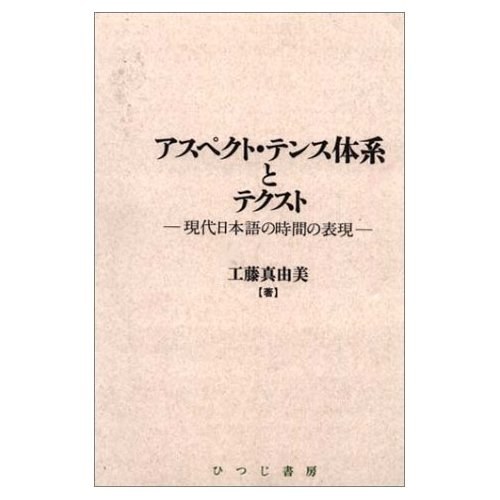 アスペクト・テンス体系
と
テクスト
―現代日本語の時間の表現―
工藤真由美
【著】
ひつじ書房